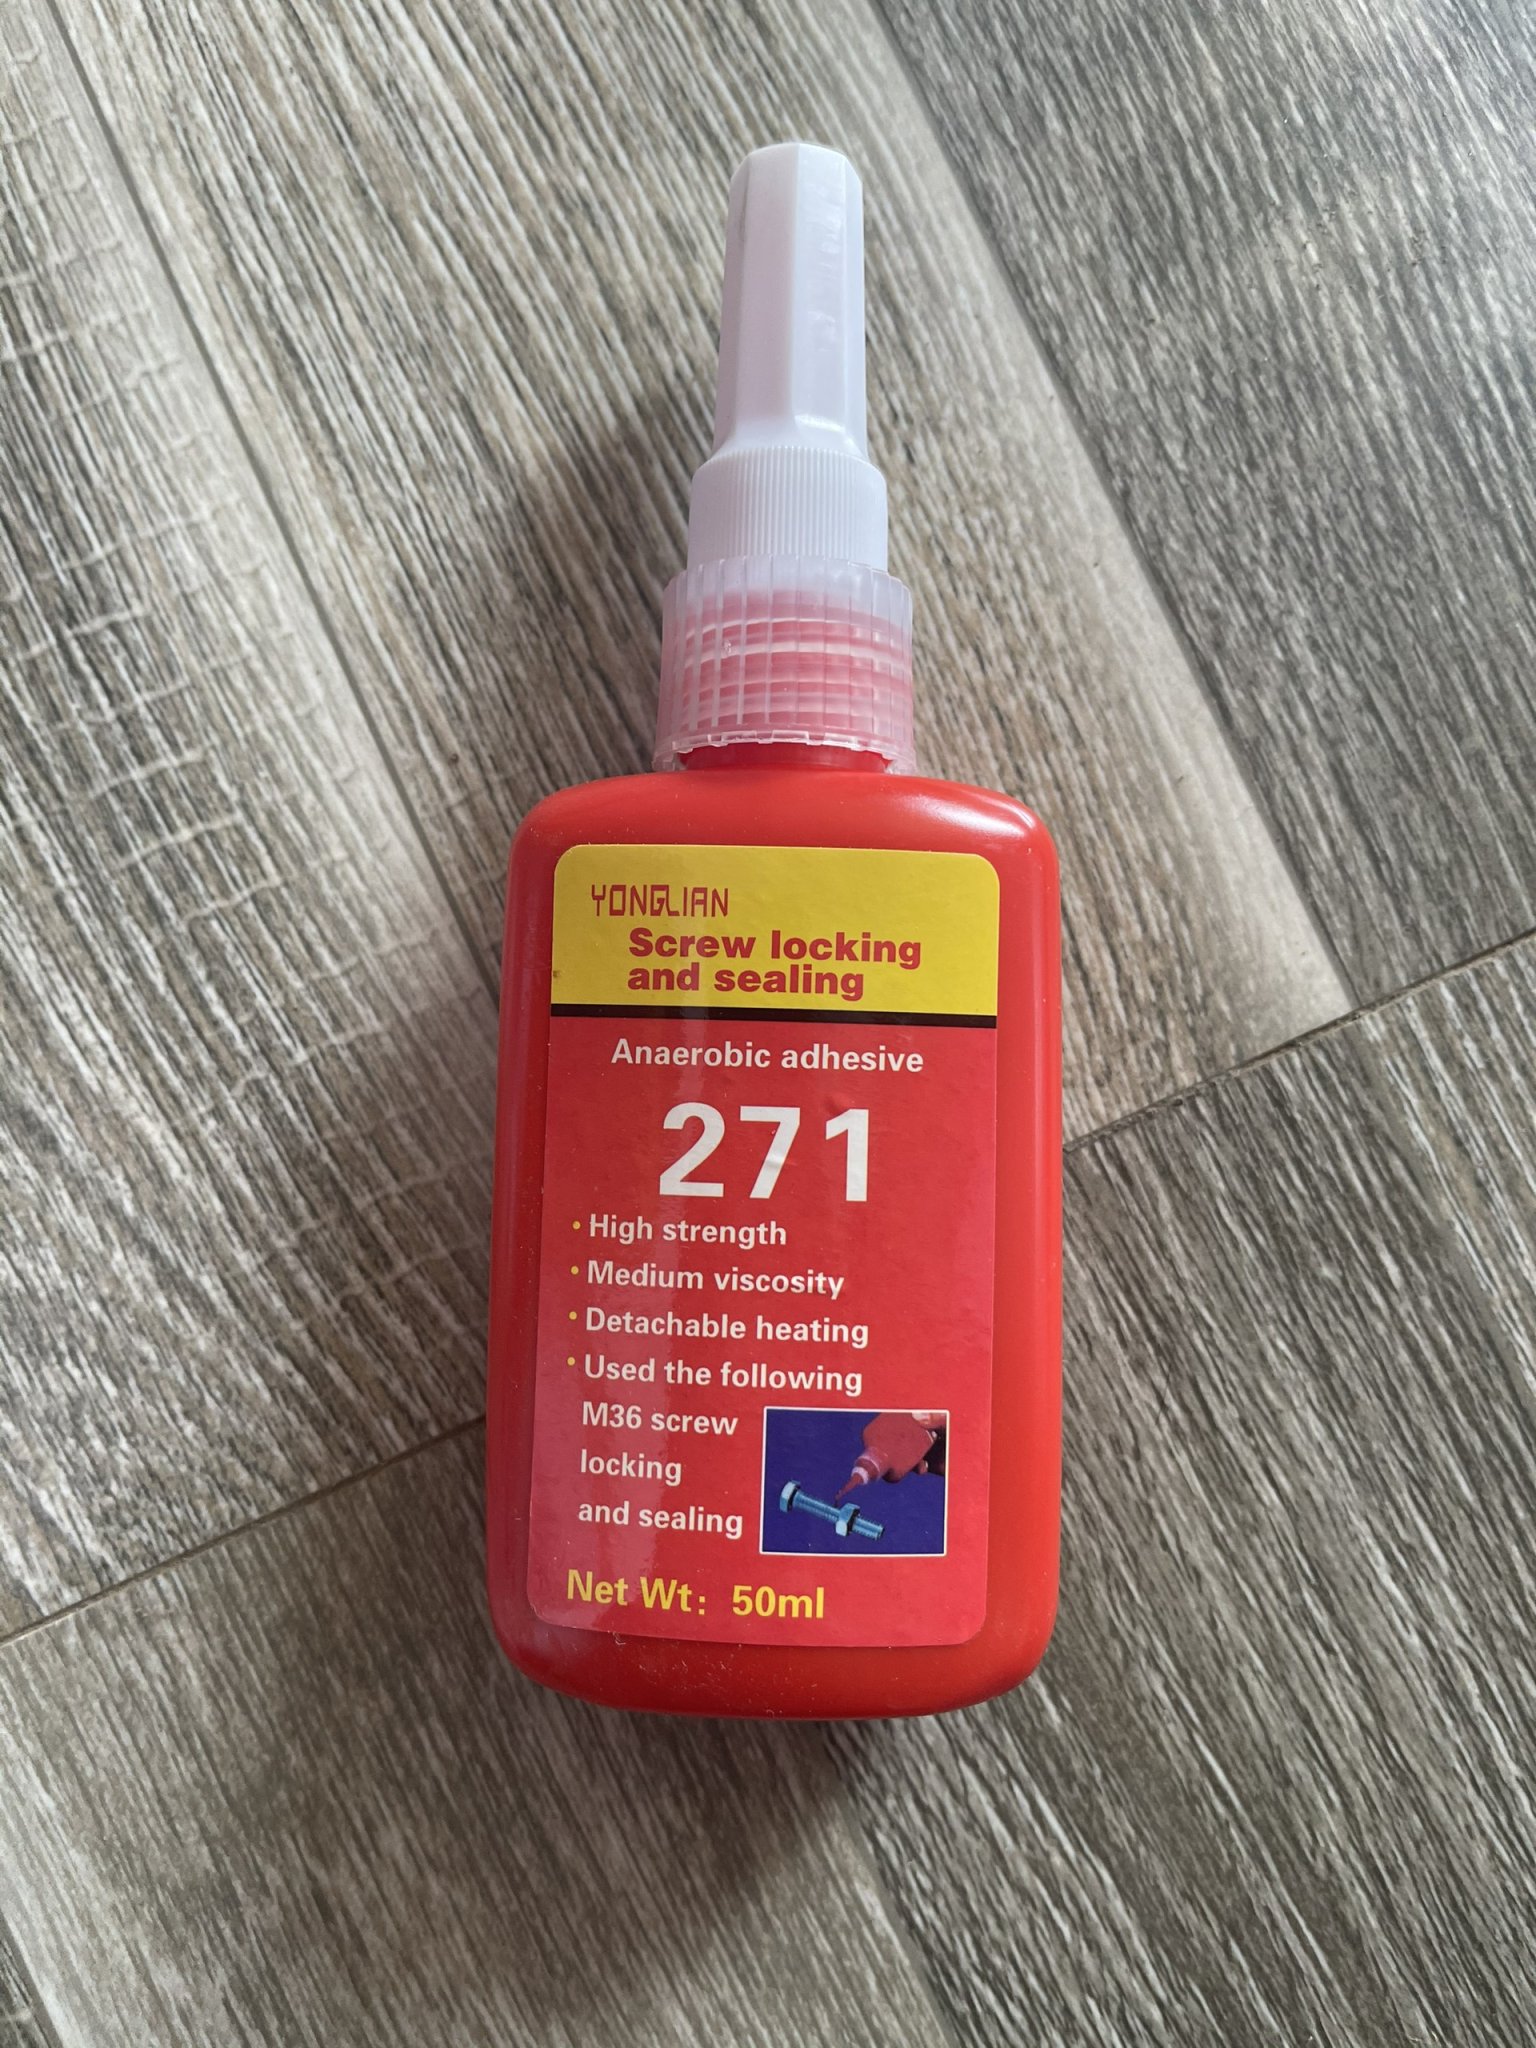 YONGLIAN
Screw locking
and sealing
Anaerobic adhesive
271
• High strength
• Medium viscosity
• Detachable heating
• Used the following
M36 screw
locking
and sealing
Net Wt: 50ml